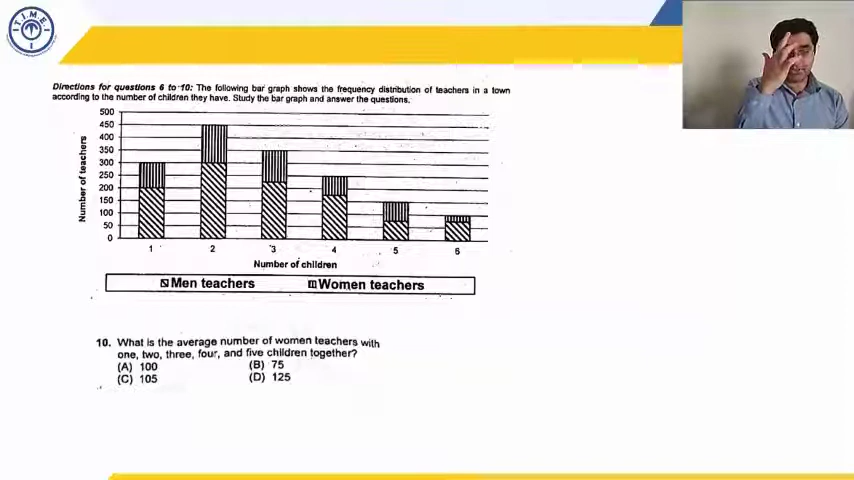 T.I.M.E.
Directions for questions 6 to 10: The following bar graph shows the frequency distribution of teachers in a town
according to the number of children they have. Study the bar graph and answer the questions.
500
450
400
350
300
250
200
150
100
50
0
Number of teachers
1 2 3 4 5 6
Number of children
Men teachers Women teachers
10. What is the average number of women teachers with
one, two, three, four, and five children together?
(A) 100 (B) 75
(C) 105 (D) 125